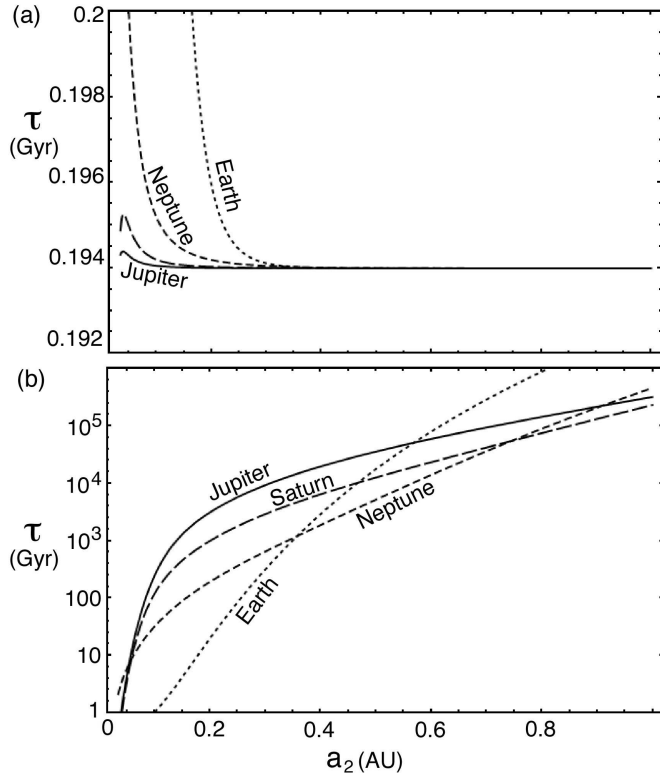 (a)
0.2
0.198
τ
(Gyr)
0.196
Neptune
Earth
0.194
Jupiter
0.192
(b)
10^5
Jupiter
Saturn
10^4
Neptune
τ
(Gyr)
10^3
Earth
100
10
1
0 0.2 0.4 0.6 0.8
a_2 (AU)